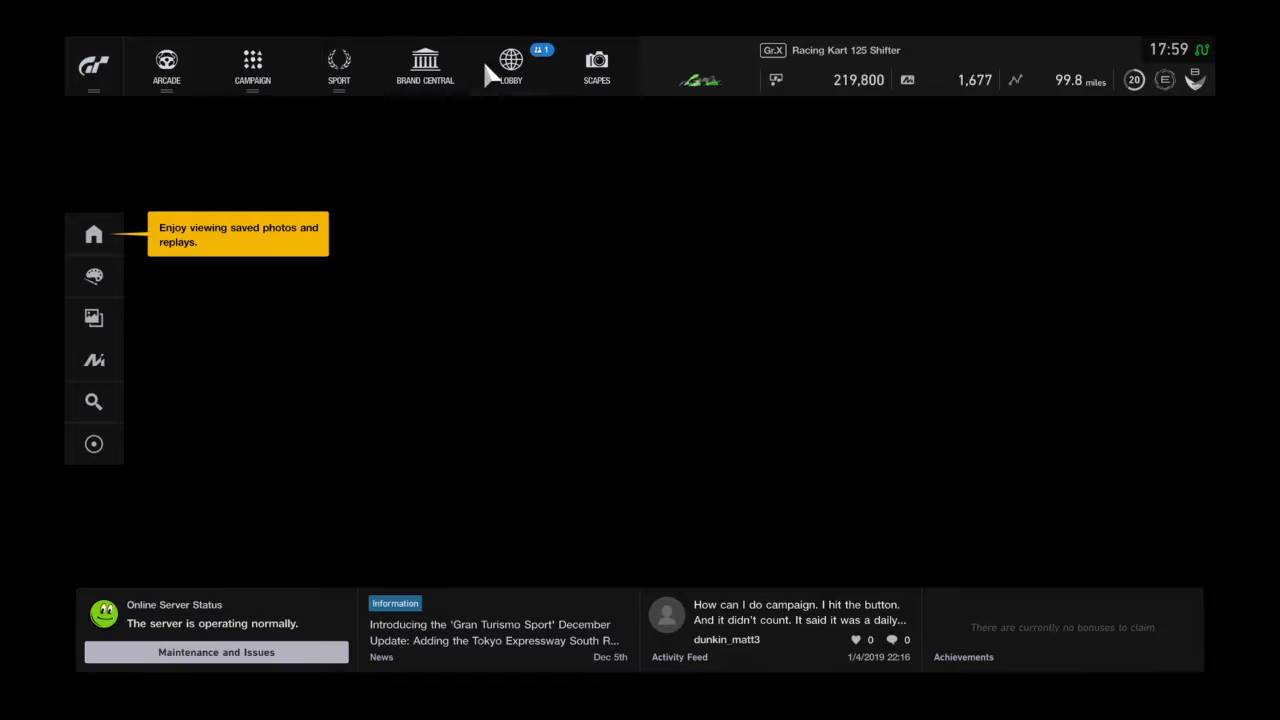 GT
ARCADE
CAMPAIGN
SPORT
BRAND CENTRAL
LOBBY
1
SCAPES
Gr.X Racing Kart 125 Shifter
17:59
219,800
1,677
99.8 miles
20
E
B
Enjoy viewing saved photos and
replays.
Online Server Status
The server is operating normally.
Maintenance and Issues
Information
Introducing the 'Gran Turismo Sport' December
Update: Adding the Tokyo Expressway South R...
News
Dec 5th
How can I do campaign. I hit the button.
And it didn't count. It said it was a daily...
dunkin_matt3
0
0
Activity Feed
1/4/2019 22:16
There are currently no bonuses to claim
Achievements